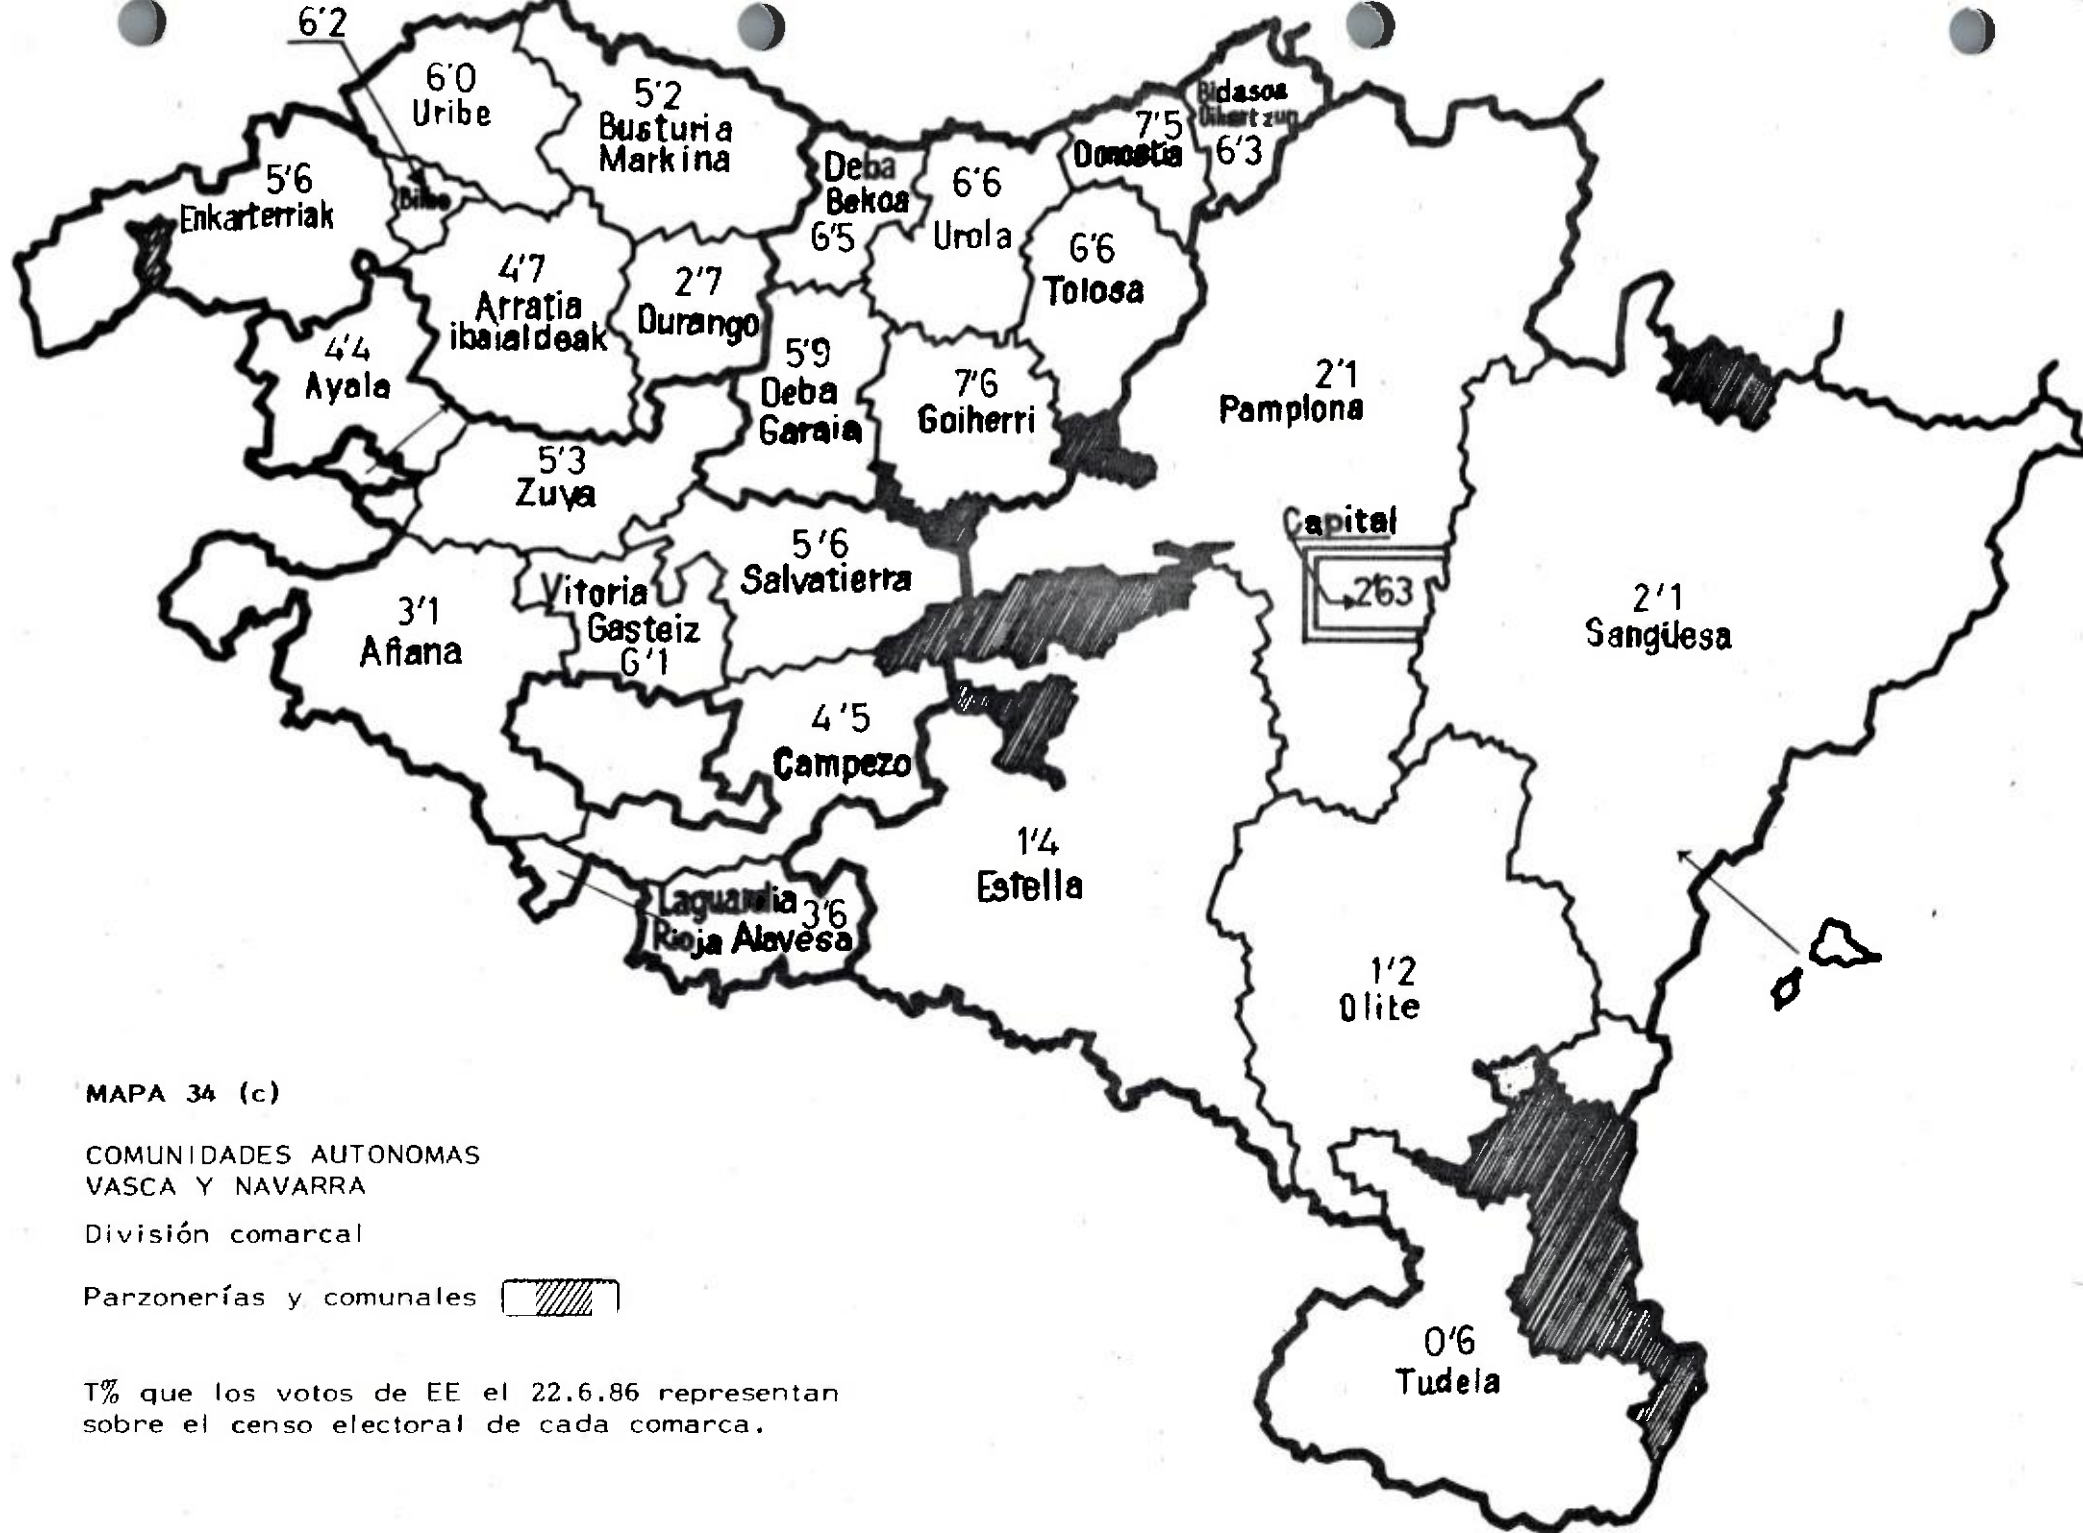 6'2
6'0
Uribe
5'2
Busturia
Markina
Bidasoa
Oihartzun
6'3
7'5
Donostia
Deba
Bekoa
6'5
6'6
Urola
6'6
Tolosa
5'6
Enkarterriak
Bilbo
4'7
Arratia
ibaialdeak
2'7
Durango
4'4
Ayala
5'9
Deba
Garaia
7'6
Goiherri
2'1
Pamplona
5'3
Zuya
Capital
2'63
5'6
Salvatierra
Vitoria
Gasteiz
6'1
3'1
Añana
2'1
Sangüesa
4'5
Campezo
1'4
Estella
Laguardia
3'6
Rioja Alavesa
1'2
Olite
0'6
Tudela
MAPA 34 (c)
COMUNIDADES AUTONOMAS
VASCA Y NAVARRA
División comarcal
Parzonerías y comunales
T% que los votos de EE el 22.6.86 representan
sobre el censo electoral de cada comarca.